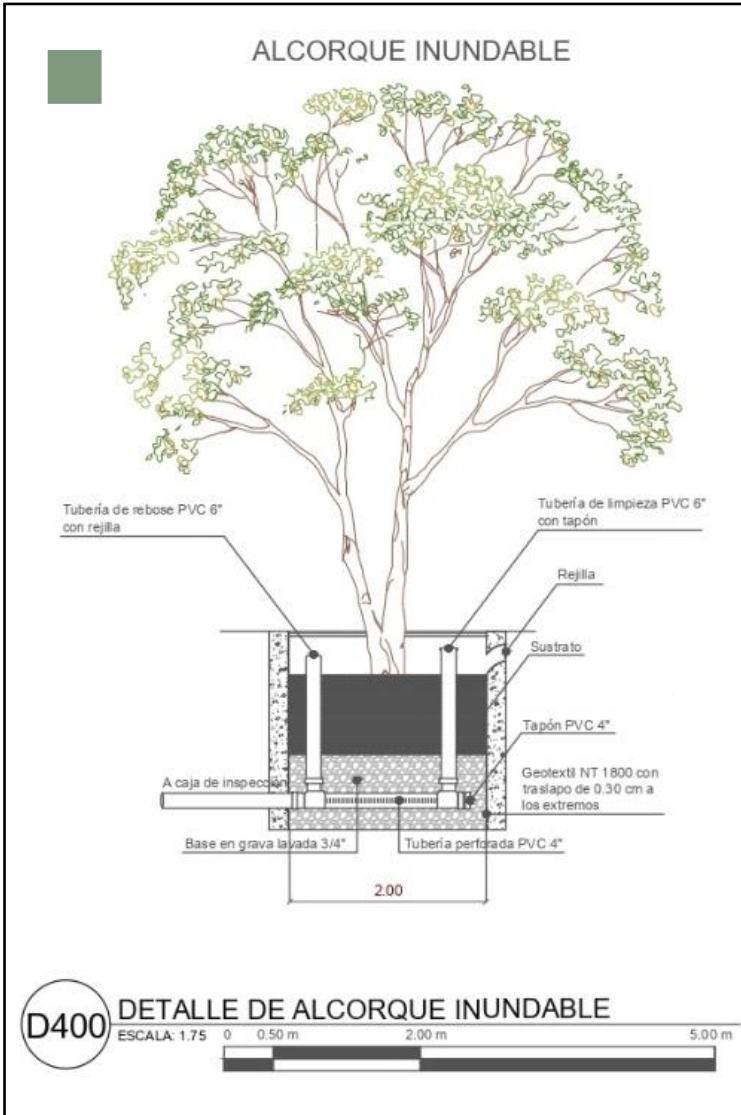 ALCORQUE INUNDABLE
Tubería de rebose PVC 6"
con rejilla
Tubería de limpieza PVC 6"
con tapón
Rejilla
Sustrato
Tapón PVC 4"
Geotextil NT 1800 con
traslapo de 0.30 cm a
los extremos
A caja de inspección
Base en grava lavada 3/4"
Tubería perforada PVC 4"
2.00
D400
DETALLE DE ALCORQUE INUNDABLE
ESCALA: 1.75
0 0.50 m 2.00 m 5.00 m